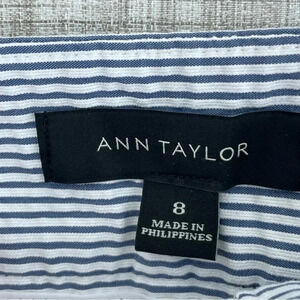 ANN TAYLOR
8
MADE IN
PHILIPPINES